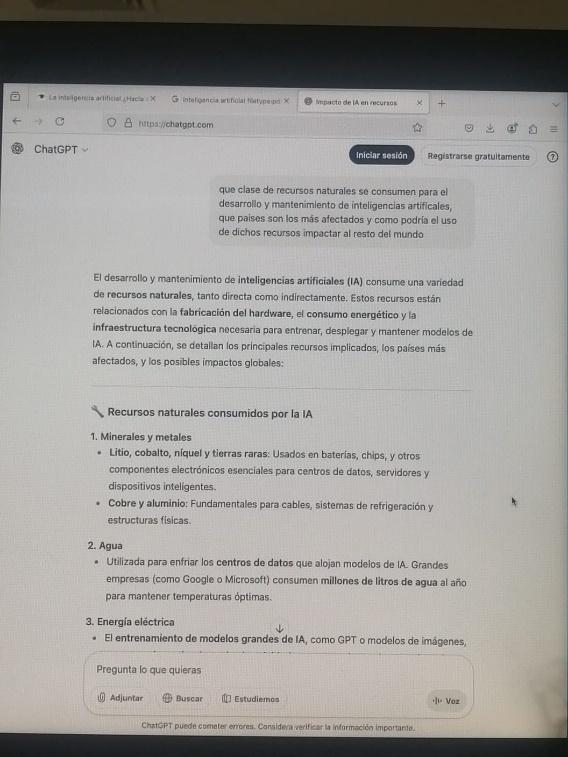 La inteligencia artificial ¿Hacia
Inteligencia artificial filetype:pd
Impacto de IA en recursos
https://chatgpt.com
ChatGPT
Iniciar sesión
Registrarse gratuitamente
que clase de recursos naturales se consumen para el
desarrollo y mantenimiento de inteligencias artificales,
que paises son los más afectados y como podría el uso
de dichos recursos impactar al resto del mundo
El desarrollo y mantenimiento de inteligencias artificiales (IA) consume una variedad
de recursos naturales, tanto directa como indirectamente. Estos recursos están
relacionados con la fabricación del hardware, el consumo energético y la
infraestructura tecnológica necesaria para entrenar, desplegar y mantener modelos de
IA. A continuación, se detallan los principales recursos implicados, los países más
afectados, y los posibles impactos globales:
Recursos naturales consumidos por la IA
1. Minerales y metales
• Litio, cobalto, níquel y tierras raras: Usados en baterías, chips, y otros
componentes electrónicos esenciales para centros de datos, servidores y
dispositivos inteligentes.
• Cobre y aluminio: Fundamentales para cables, sistemas de refrigeración y
estructuras físicas.
2. Agua
• Utilizada para enfriar los centros de datos que alojan modelos de IA. Grandes
empresas (como Google o Microsoft) consumen millones de litros de agua al año
para mantener temperaturas óptimas.
3. Energía eléctrica
• El entrenamiento de modelos grandes de IA, como GPT o modelos de imágenes,
Pregunta lo que quieras
Adjuntar
Buscar
Estudiemos
Voz
ChatGPT puede cometer errores. Considera verificar la información importante.